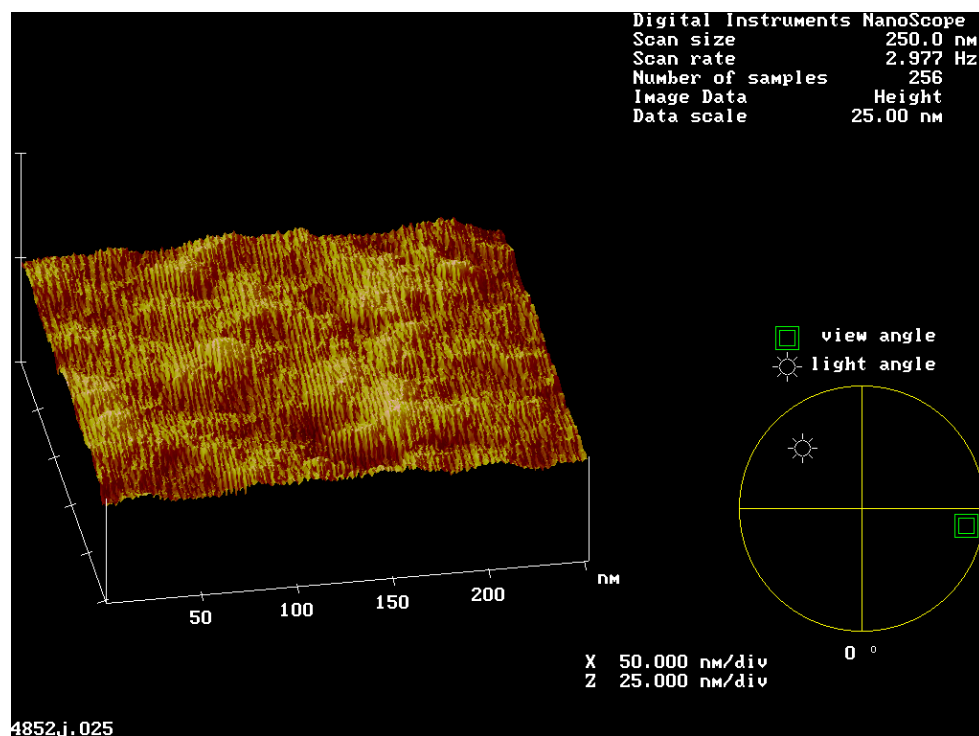 Digital Instruments NanoScope
Scan size 250.0 nm
Scan rate 2.977 Hz
Number of samples 256
Image Data Height
Data scale 25.00 nm
view angle
light angle
50 100 150 200 nm
0 °
X 50.000 nm/div
Z 25.000 nm/div
4852j.025